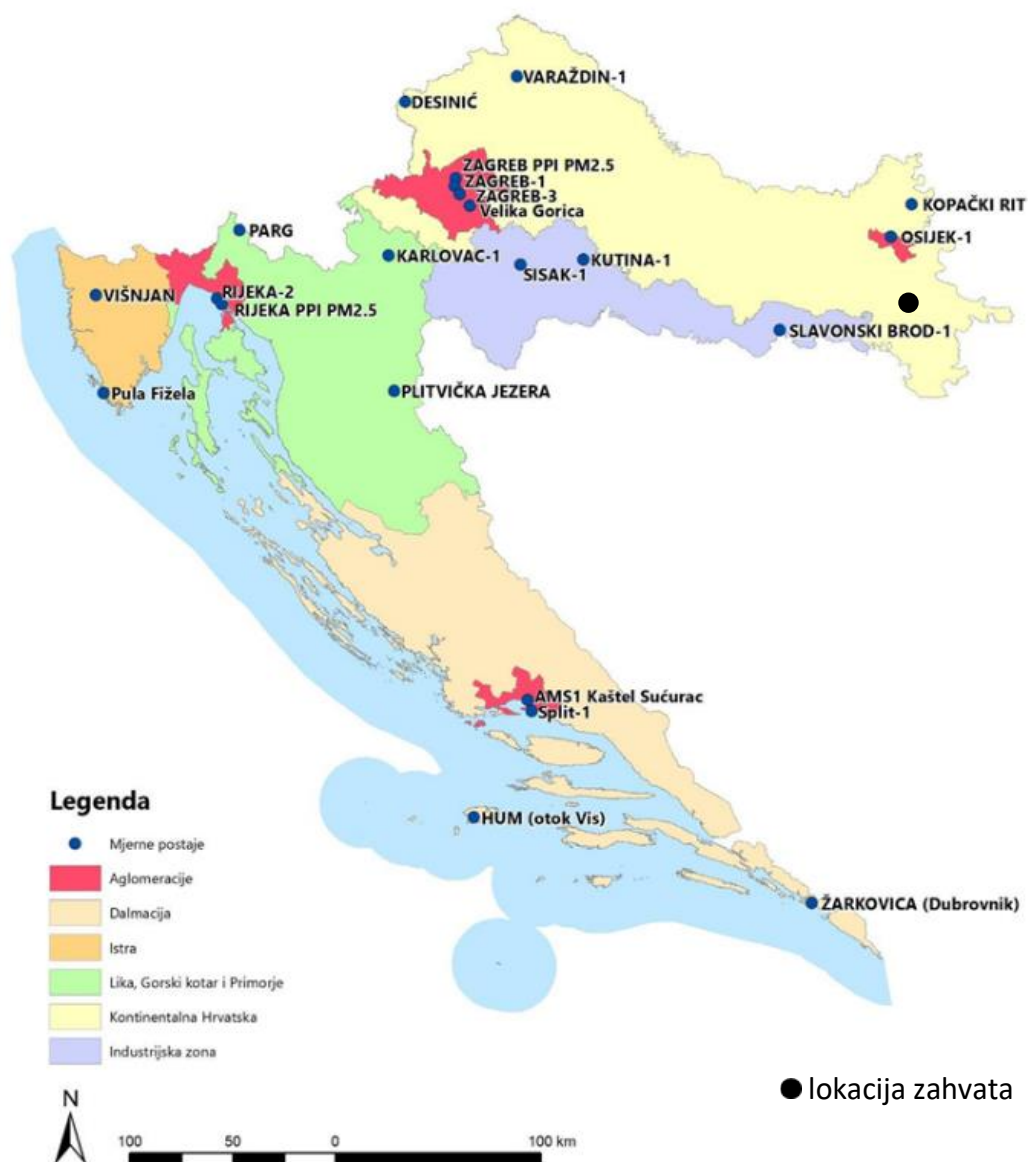 VARAŽDIN-1
DESINIĆ
ZAGREB PPI PM2.5
ZAGREB-1
ZAGREB-3
Velika Gorica
KOPAČKI RIT
OSIJEK-1
PARG
KARLOVAC-1
KUTINA-1
SISAK-1
VIŠNJAN
RIJEKA-2
RIJEKA PPI PM2.5
SLAVONSKI BROD-1
Pula Fižela
PLITVIČKA JEZERA
AMS1 Kaštel Sućurac
Split-1
HUM (otok Vis)
ŽARKOVICA (Dubrovnik)
Legenda
Mjerne postaje
Aglomeracije
Dalmacija
Istra
Lika, Gorski kotar i Primorje
Kontinentalna Hrvatska
Industrijska zona
lokacija zahvata
N
100 50 0 100 km